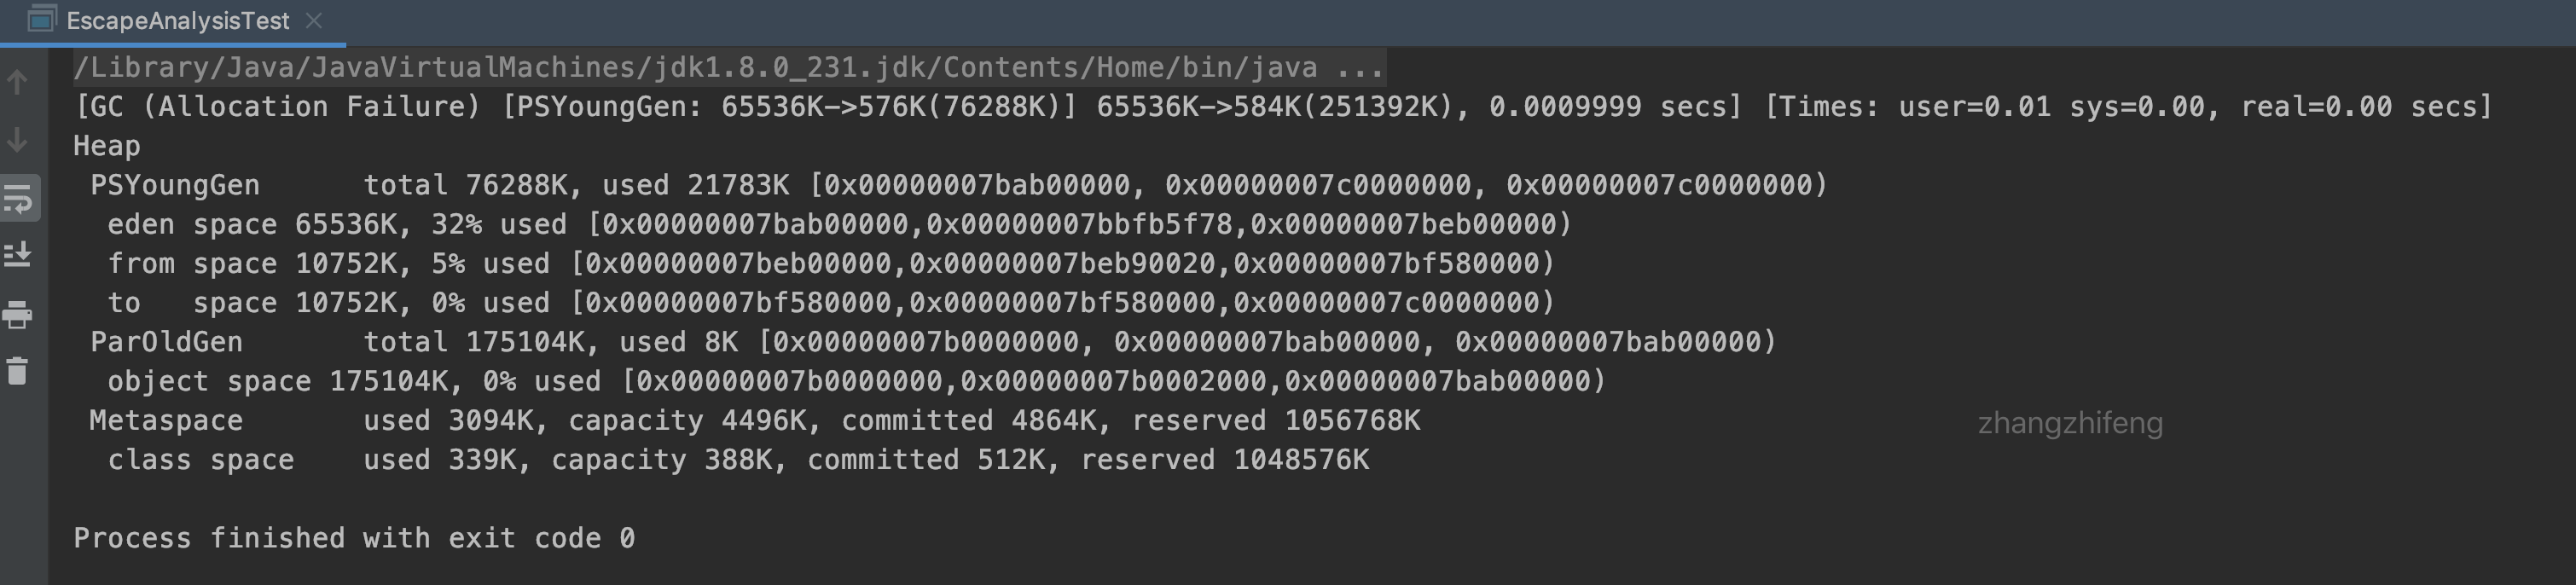 EscapeAnalysisTest
/Library/Java/JavaVirtualMachines/jdk1.8.0_231.jdk/Contents/Home/bin/java ...
[GC (Allocation Failure) [PSYoungGen: 65536K->576K(76288K)] 65536K->584K(251392K), 0.0009999 secs] [Times: user=0.01 sys=0.00, real=0.00 secs]
Heap
 PSYoungGen      total 76288K, used 21783K [0x00000007bab00000, 0x00000007c0000000, 0x00000007c0000000)
  eden space 65536K, 32% used [0x00000007bab00000,0x00000007bbfb5f78,0x00000007beb00000)
  from space 10752K, 5% used [0x00000007beb00000,0x00000007beb90020,0x00000007bf580000)
  to   space 10752K, 0% used [0x00000007bf580000,0x00000007bf580000,0x00000007c0000000)
 ParOldGen       total 175104K, used 8K [0x00000007b0000000, 0x00000007bab00000, 0x00000007bab00000)
  object space 175104K, 0% used [0x00000007b0000000,0x00000007b0002000,0x00000007bab00000)
 Metaspace       used 3094K, capacity 4496K, committed 4864K, reserved 1056768K
  class space    used 339K, capacity 388K, committed 512K, reserved 1048576K
zhangzhifeng
Process finished with exit code 0